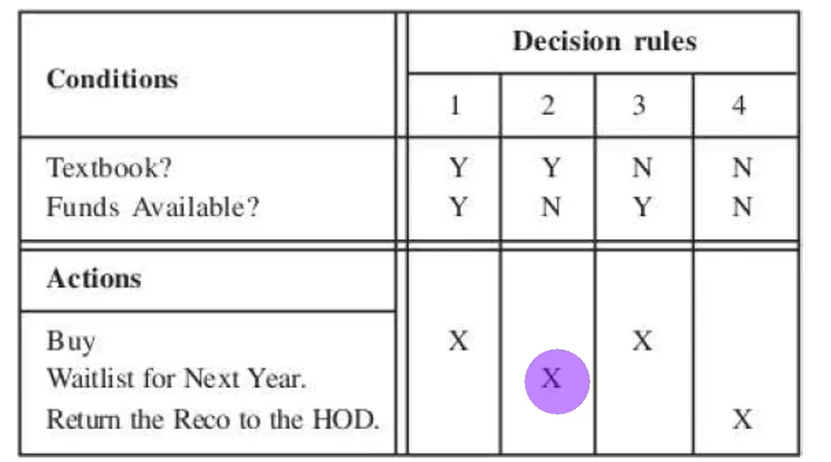 Decision rules
Conditions
1 2 3 4
Textbook? Y Y N N
Funds Available? Y N Y N
Actions
Buy X X
Waitlist for Next Year. X
Return the Reco to the HOD. X